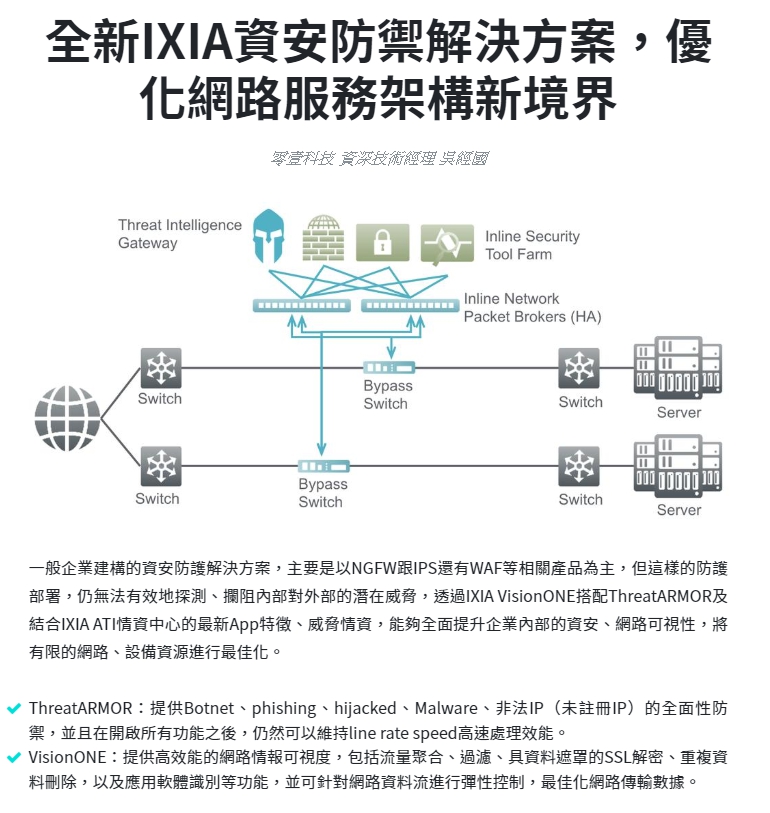 全新IXIA資安防禦解決方案，優
化網路服務架構新境界
零壹科技 資深技術經理 吳經國
Threat Intelligence
Gateway
Inline Security
Tool Farm
Inline Network
Packet Brokers (HA)
Switch
Bypass
Switch
Switch
Server
Switch
Bypass
Switch
Switch
Server
一般企業建構的資安防護解決方案，主要是以NGFW跟IPS還有WAF等相關產品為主，但這樣的防護
部署，仍無法有效地探測、攔阻內部對外部的潛在威脅，透過IXIA VisionONE搭配ThreatARMOR及
結合IXIA ATI情資中心的最新App特徵、威脅情資，能夠全面提升企業內部的資安、網路可視性，將
有限的網路、設備資源進行最佳化。
ThreatARMOR：提供Botnet、phishing、hijacked、Malware、非法IP（未註冊IP）的全面性防
禦，並且在開啟所有功能之後，仍然可以維持line rate speed高速處理效能。
VisionONE：提供高效能的網路情報可視度，包括流量聚合、過濾、具資料遮罩的SSL解密、重複資
料刪除，以及應用軟體識別等功能，並可針對網路資料流進行彈性控制，最佳化網路傳輸數據。